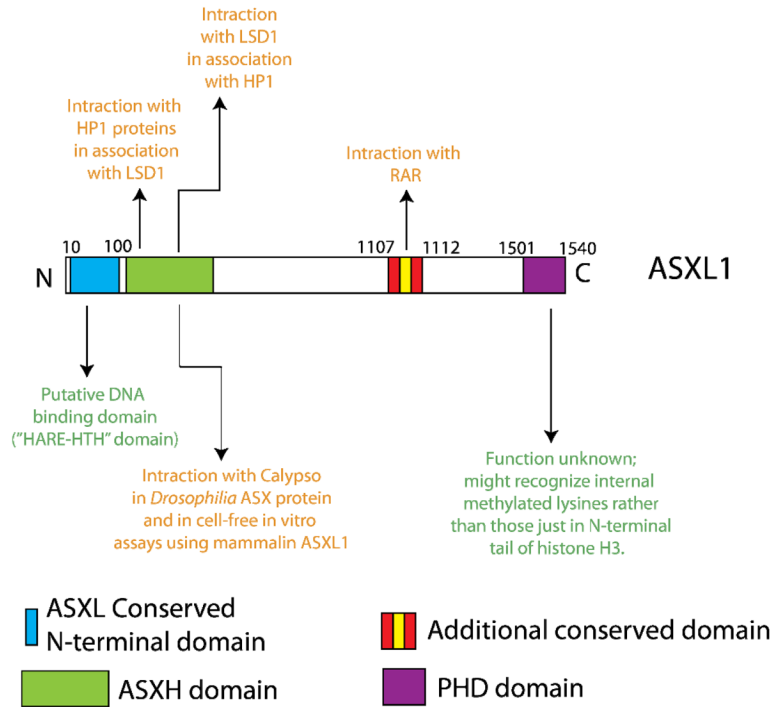 Intraction
with LSD1
in association
with HP1
Intraction with
HP1 proteins
in association
with LSD1
Intraction with
RAR
10 100 1107 1112 1501 1540
N C ASXL1
Putative DNA
binding domain
("HARE-HTH" domain)
Intraction with Calypso
in Drosophilia ASX protein
and in cell-free in vitro
assays using mammalin ASXL1
Function unknown;
might recognize internal
methylated lysines rather
than those just in N-terminal
tail of histone H3.
ASXL Conserved
N-terminal domain
Additional conserved domain
ASXH domain
PHD domain